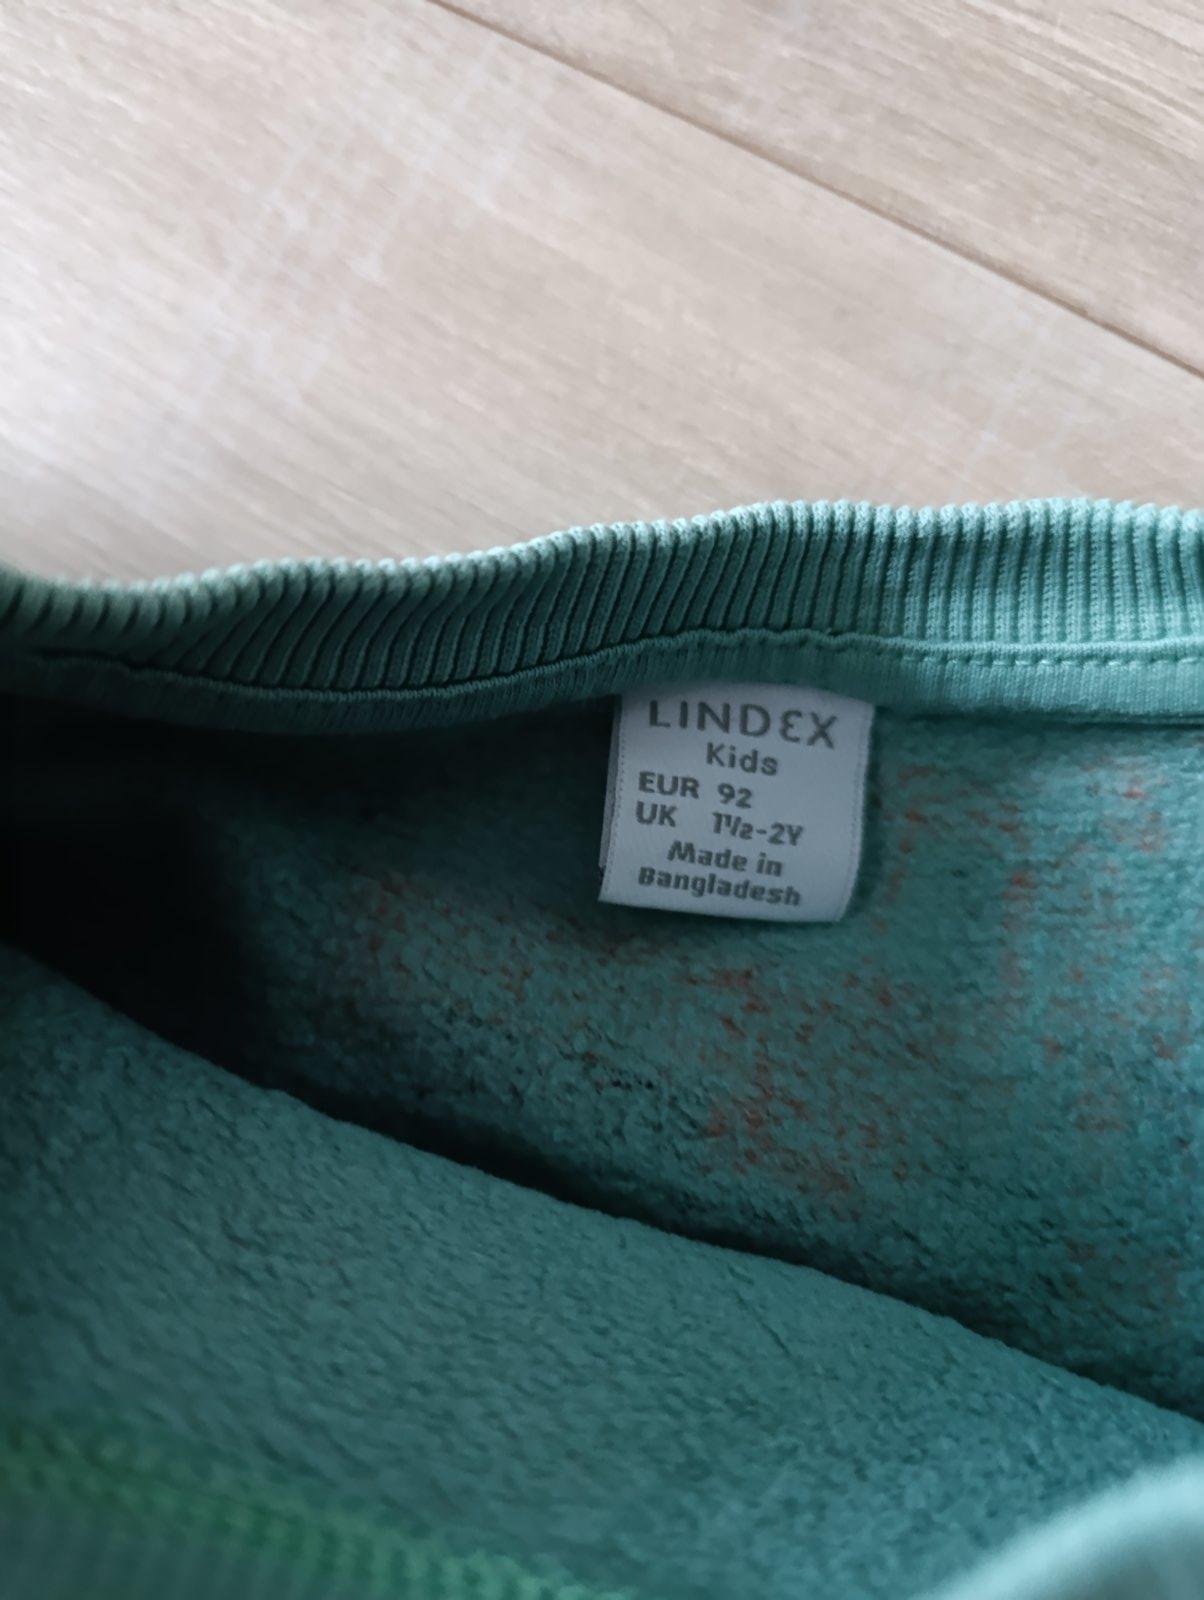 LINDEX
Kids
EUR 92
UK 1½-2Y
Made in
Bangladesh